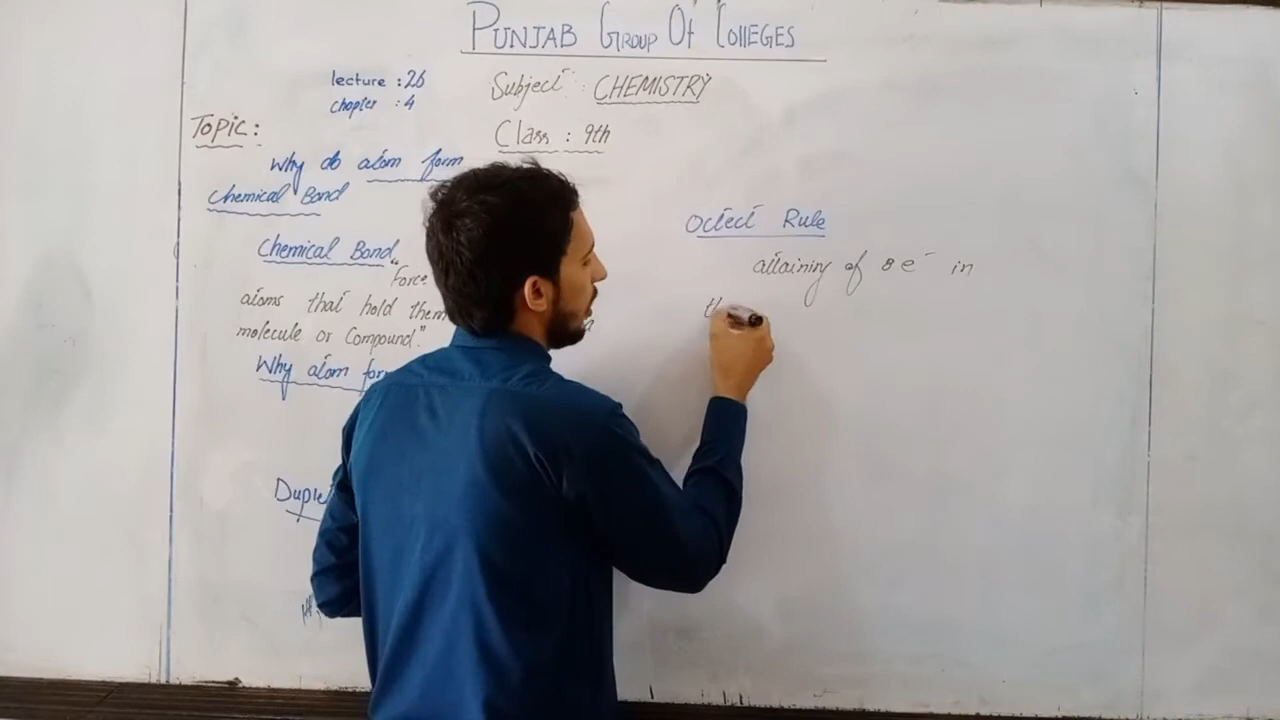 PUNJAB GROUP OF COLLEGES
lecture : 26
chapter : 4
Subject : CHEMISTRY
Class : 9th
Topic:
Why do atom form
Chemical Bond
Chemical Bond
"Force
atoms that hold them
molecule or Compound."
Why atom for
Duple
Octect Rule
attaining of 8e⁻ in
th